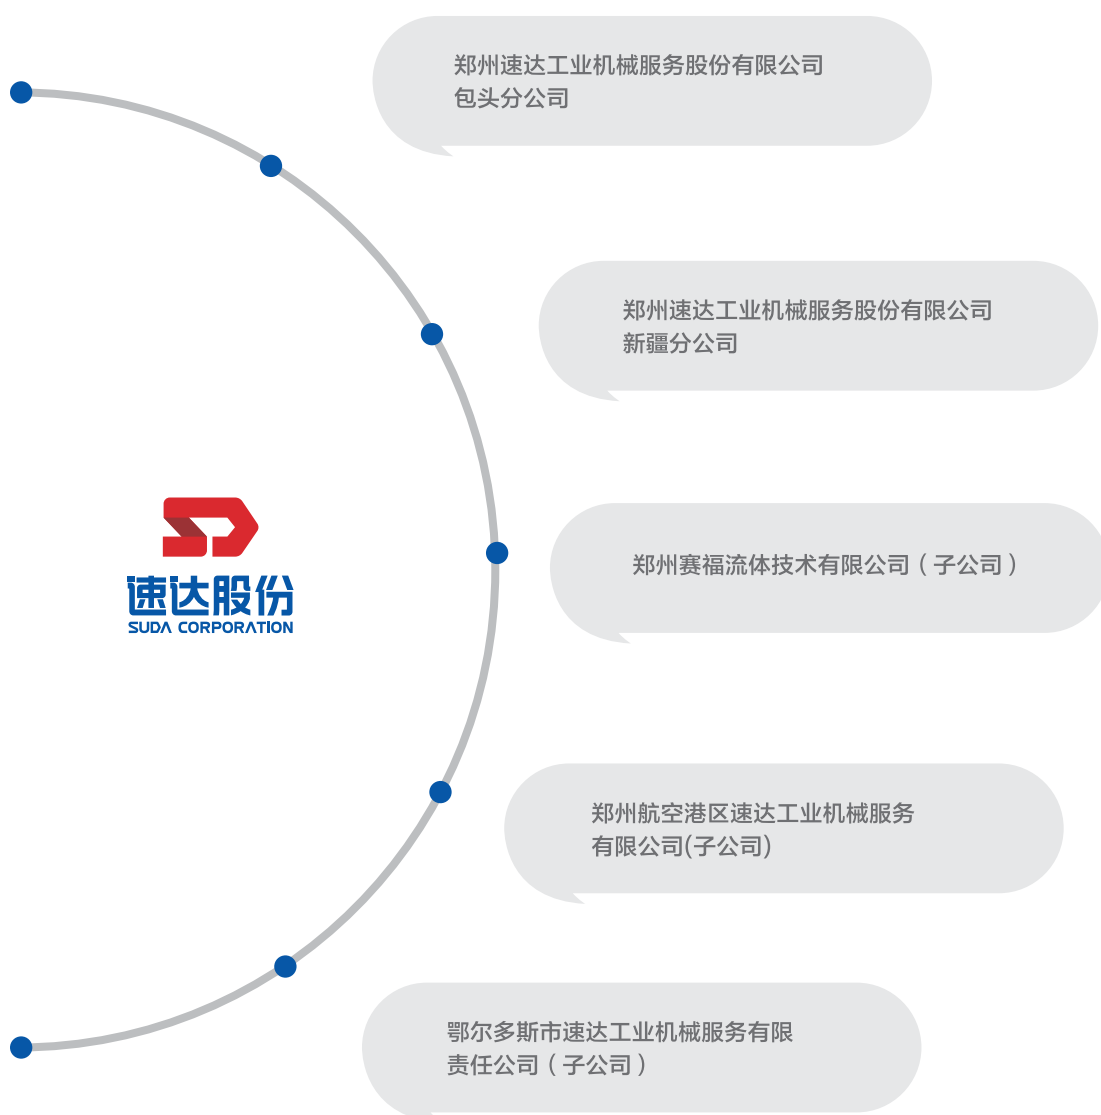 郑州速达工业机械服务股份有限公司
包头分公司
郑州速达工业机械服务股份有限公司
新疆分公司
郑州赛福流体技术有限公司（子公司）
速达股份
SUDA CORPORATION
郑州航空港区速达工业机械服务
有限公司(子公司)
鄂尔多斯市速达工业机械服务有限
责任公司（子公司）